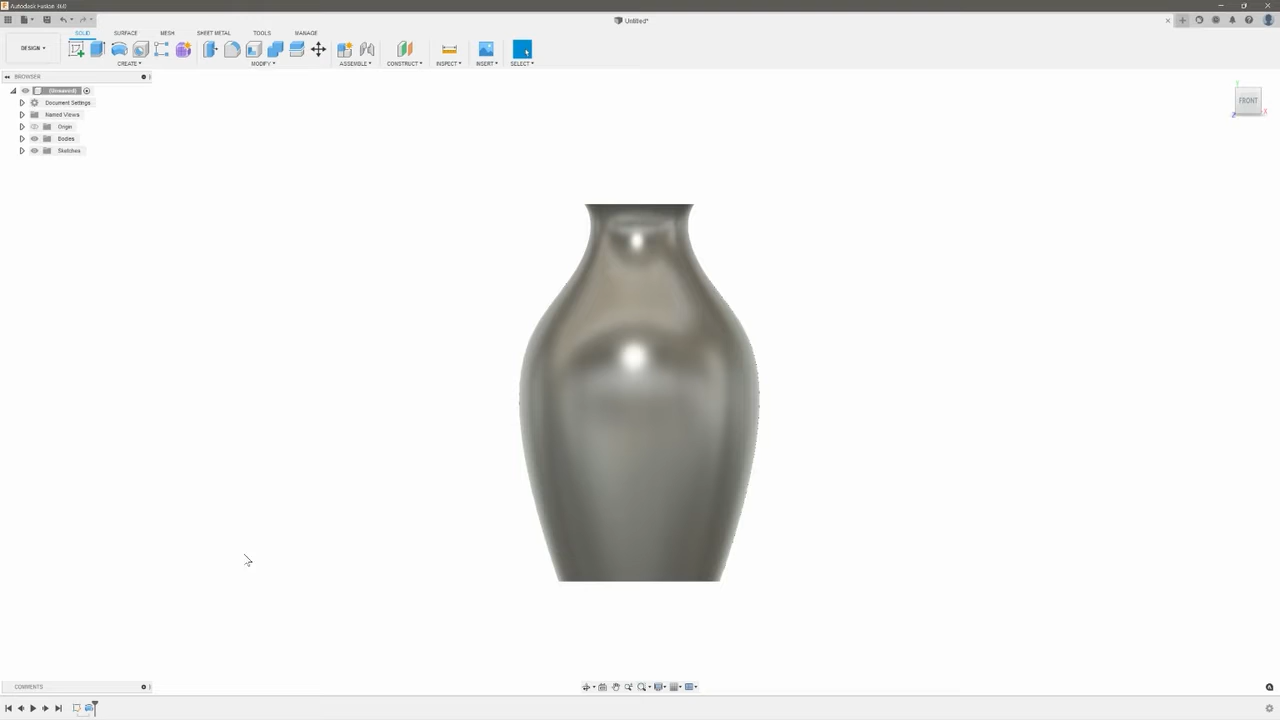 Autodesk Fusion 360
Untitled*
DESIGN
SOLID SURFACE MESH SHEET METAL TOOLS MANAGE
CREATE MODIFY ASSEMBLE CONSTRUCT INSPECT INSERT SELECT
BROWSER
(Unsaved)
Document Settings
Named Views
Origin
Bodies
Sketches
Y
FRONT
X
Z
COMMENTS